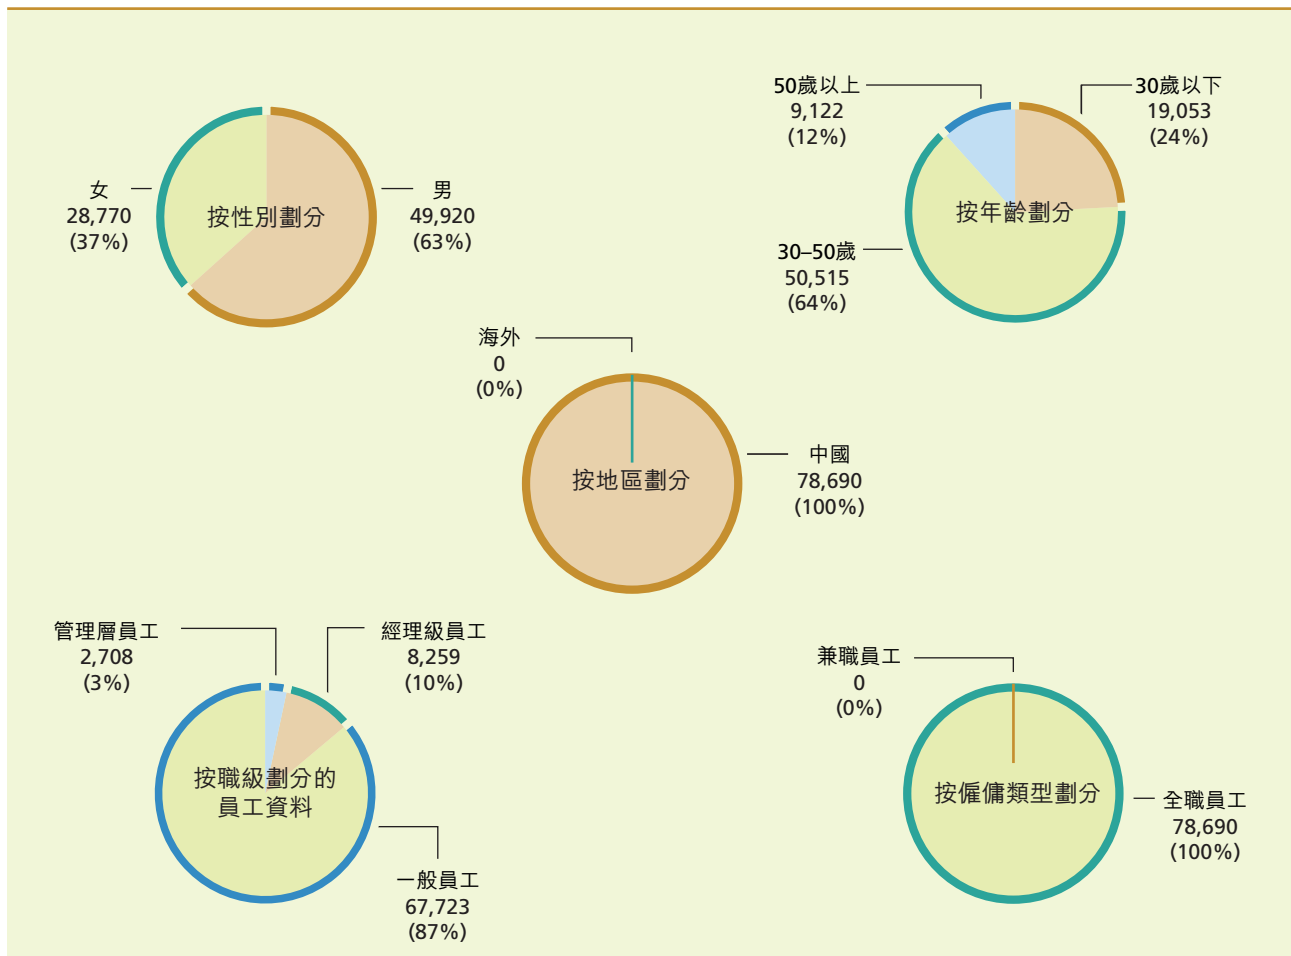 女
28,770
(37%)
按性別劃分
男
49,920
(63%)
50歲以上
9,122
(12%)
30歲以下
19,053
(24%)
按年齡劃分
30–50歲
50,515
(64%)
海外
0
(0%)
按地區劃分
中國
78,690
(100%)
管理層員工
2,708
(3%)
經理級員工
8,259
(10%)
按職級劃分的
員工資料
一般員工
67,723
(87%)
兼職員工
0
(0%)
按僱傭類型劃分
全職員工
78,690
(100%)